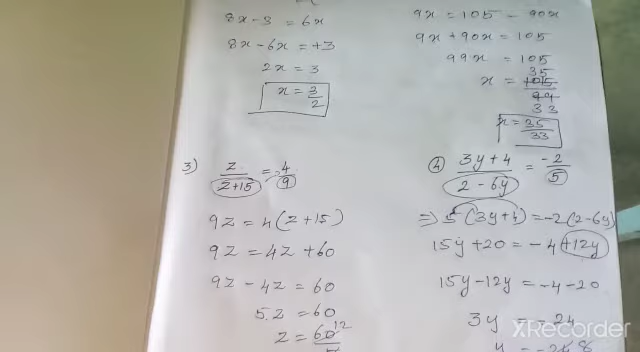 8x-3 = 6x
8x-6x = +3
2x = 3
x = 3/2
9x = 105 - 90x
9x + 90x = 105
99x = 105
35
x = 105/99
33
x = 35/33
3) z/(z+15) = 4/9
9z = 4(z+15)
9z = 4z+60
9z - 4z = 60
5z = 60
z = 60 12
4) (3y+4)/(2-6y) = -2/5
⇒ 5(3y+4) = -2(2-6y)
15y+20 = -4+12y
15y-12y = -4-20
3y = -24
XRecorder